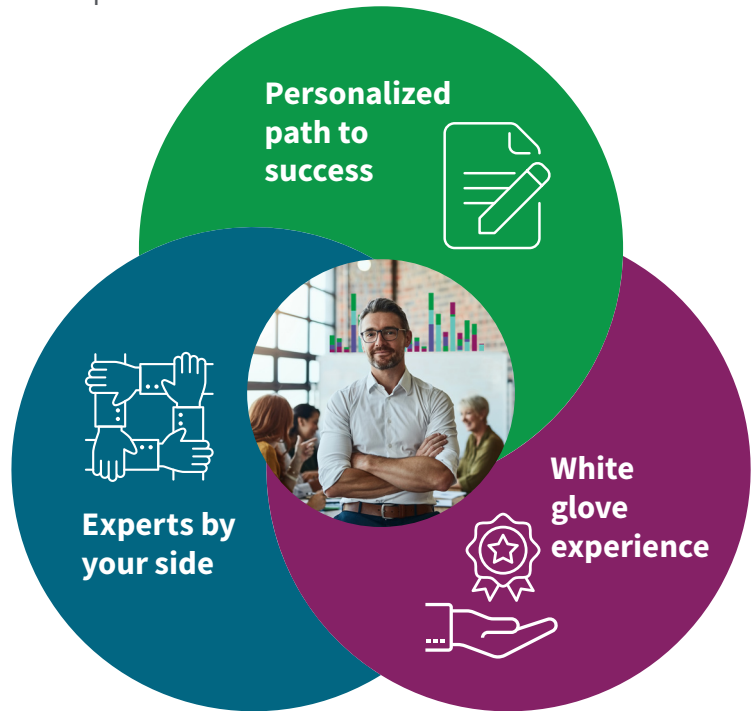 Personalized
path to
success
Experts by
your side
White
glove
experience